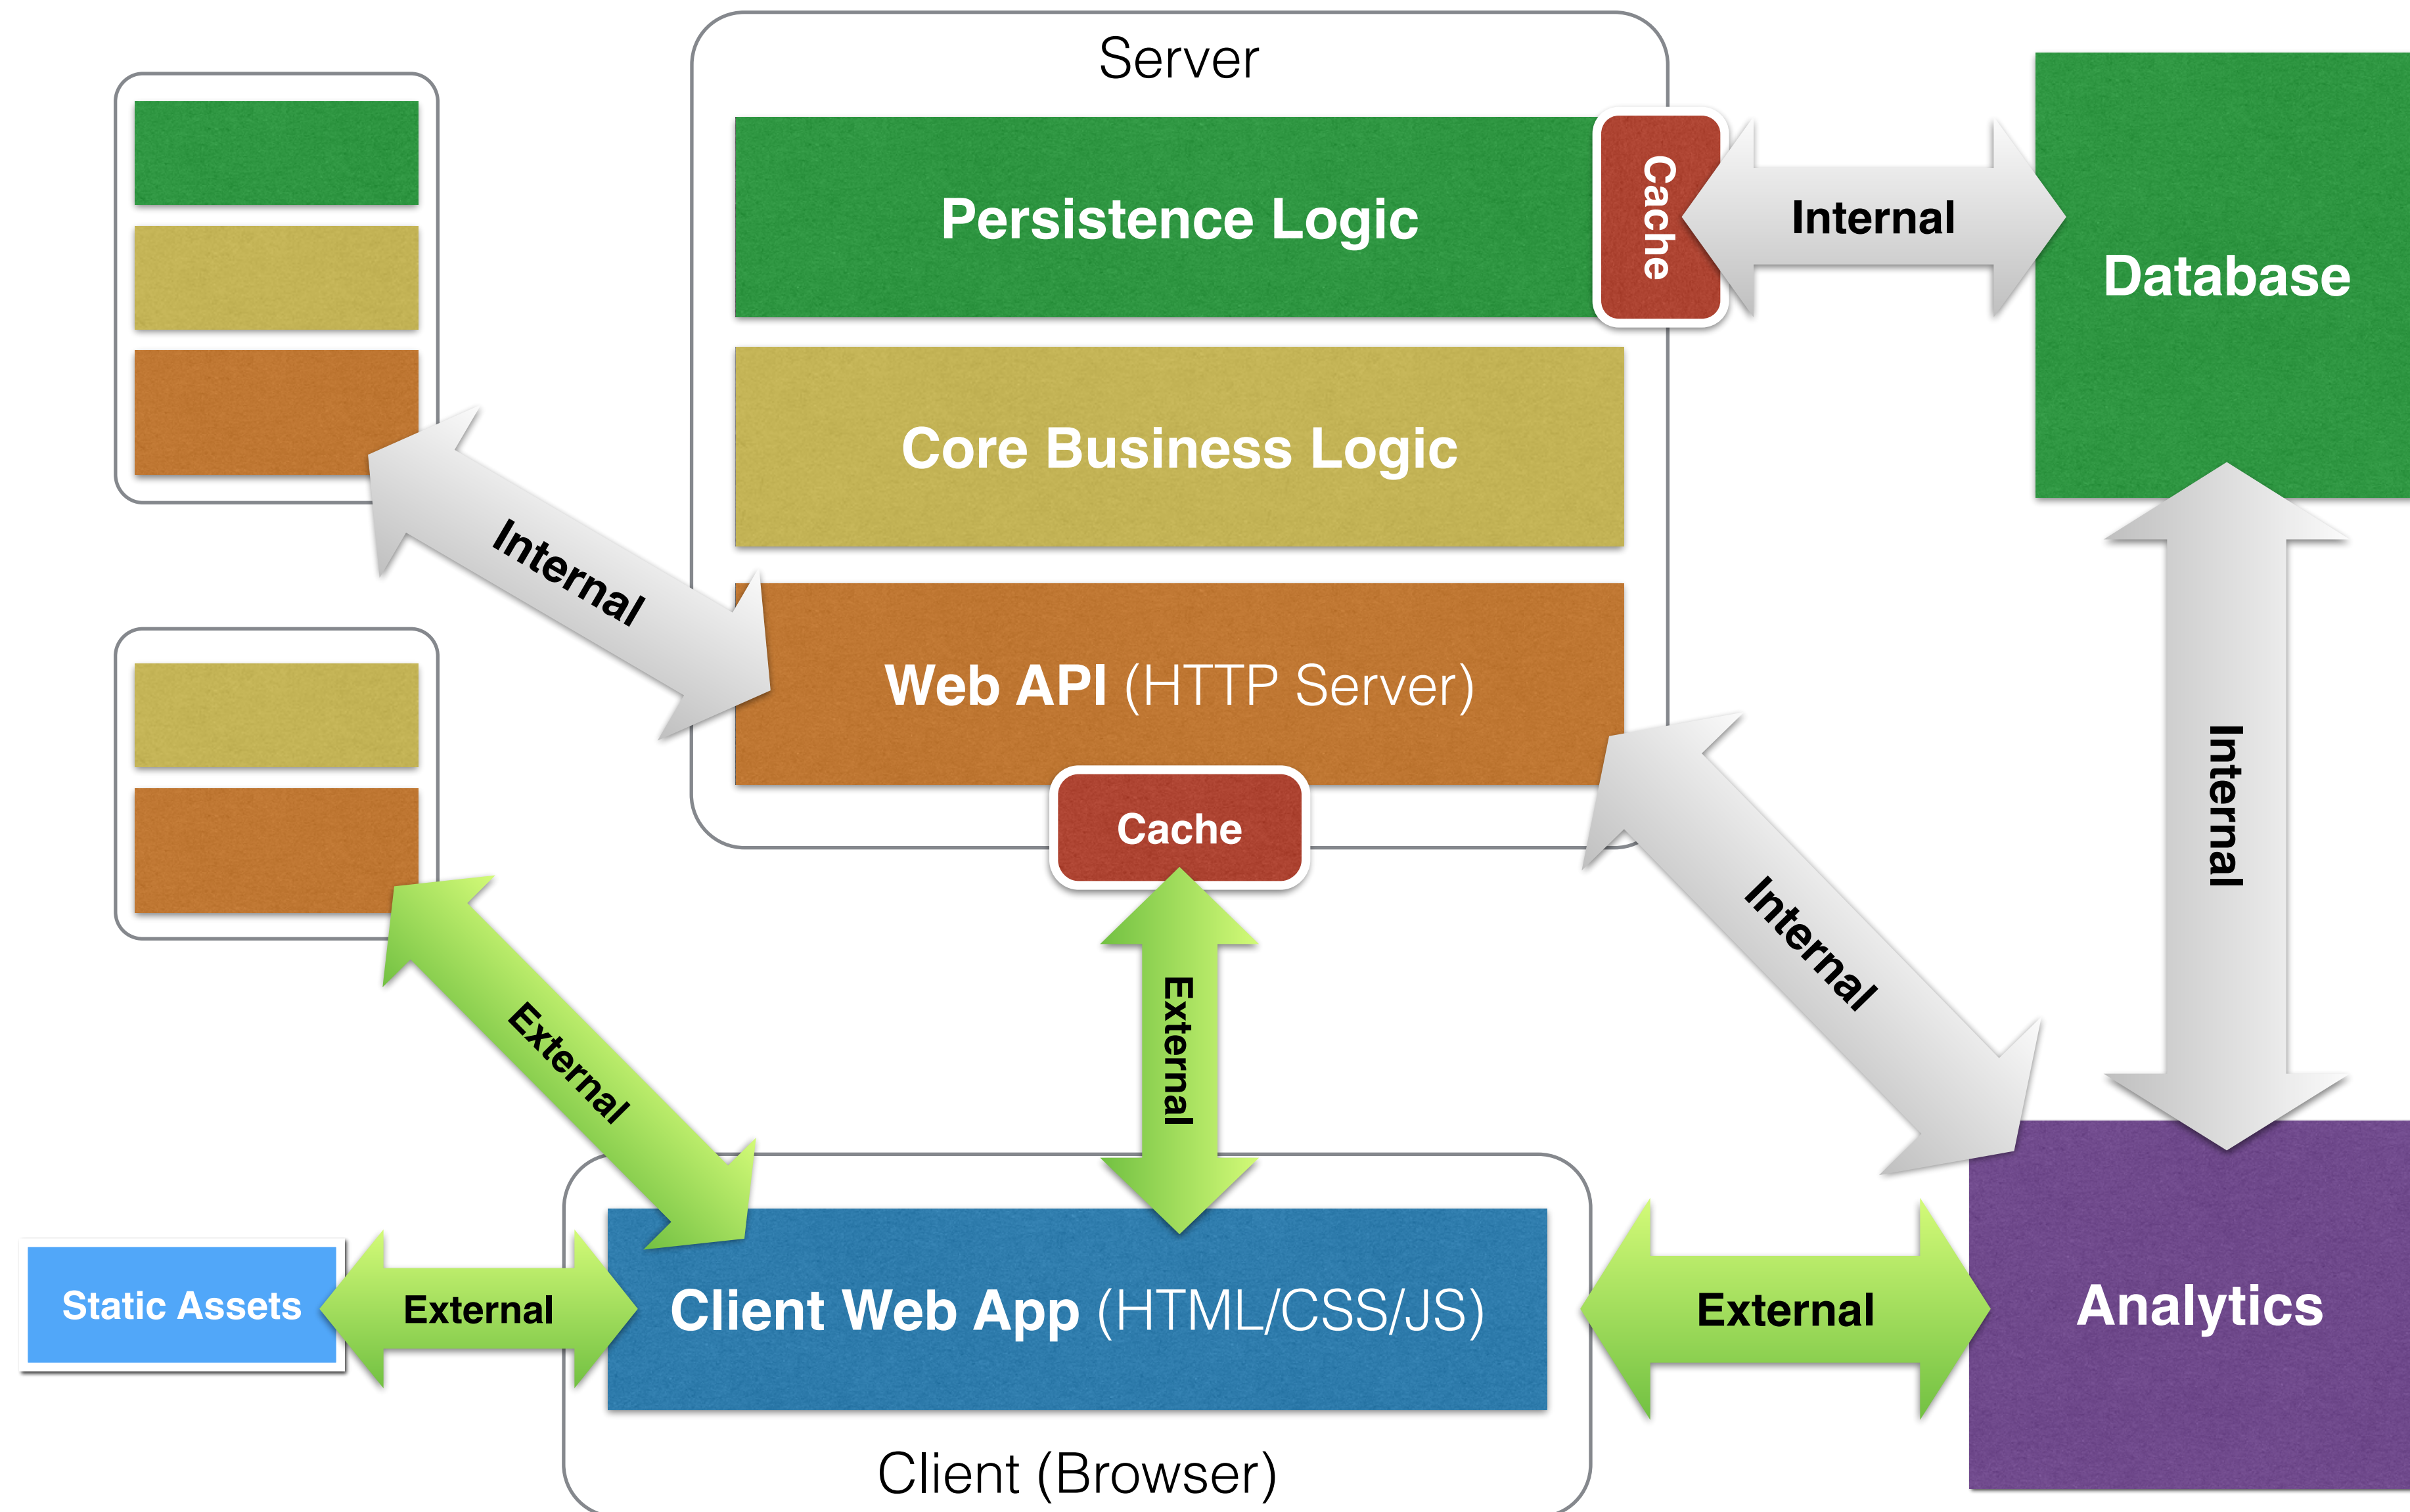 Server
Persistence Logic
Cache
Internal
Database
Core Business Logic
Internal
Web API (HTTP Server)
Cache
Internal
Internal
External
External
Static Assets
External
Client Web App (HTML/CSS/JS)
External
Analytics
Client (Browser)